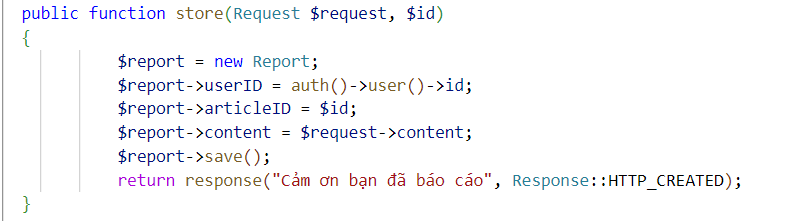 public function store(Request $request, $id)
{
$report = new Report;
$report->userID = auth()->user()->id;
$report->articleID = $id;
$report->content = $request->content;
$report->save();
return response("Cảm ơn bạn đã báo cáo", Response::HTTP_CREATED);
}